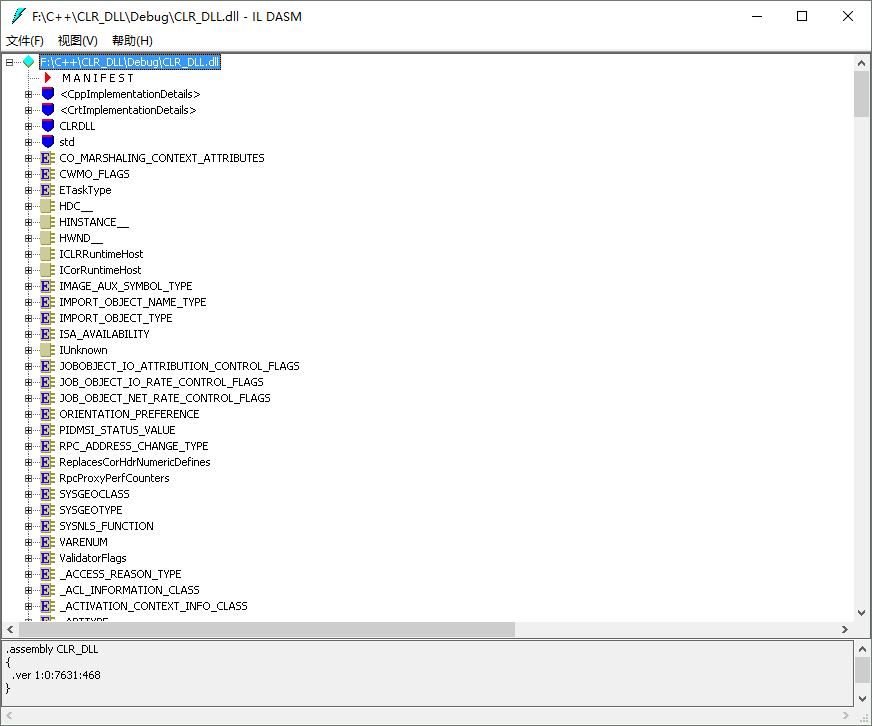 F:\C++\CLR_DLL\Debug\CLR_DLL.dll - IL DASM
文件(F) 视图(V) 帮助(H)
F:\C++\CLR_DLL\Debug\CLR_DLL.dll
M A N I F E S T
<CppImplementationDetails>
<CrtImplementationDetails>
CLRDLL
std
CO_MARSHALING_CONTEXT_ATTRIBUTES
CWMO_FLAGS
ETaskType
HDC__
HINSTANCE__
HWND__
ICLRRuntimeHost
ICorRuntimeHost
IMAGE_AUX_SYMBOL_TYPE
IMPORT_OBJECT_NAME_TYPE
IMPORT_OBJECT_TYPE
ISA_AVAILABILITY
IUnknown
JOBOBJECT_IO_ATTRIBUTION_CONTROL_FLAGS
JOB_OBJECT_IO_RATE_CONTROL_FLAGS
JOB_OBJECT_NET_RATE_CONTROL_FLAGS
ORIENTATION_PREFERENCE
PIDMSI_STATUS_VALUE
RPC_ADDRESS_CHANGE_TYPE
ReplacesCorHdrNumericDefines
RpcProxyPerfCounters
SYSGEOCLASS
SYSGEOTYPE
SYSNLS_FUNCTION
VARENUM
ValidatorFlags
_ACCESS_REASON_TYPE
_ACL_INFORMATION_CLASS
_ACTIVATION_CONTEXT_INFO_CLASS
.assembly CLR_DLL
{
.ver 1:0:7631:468
}